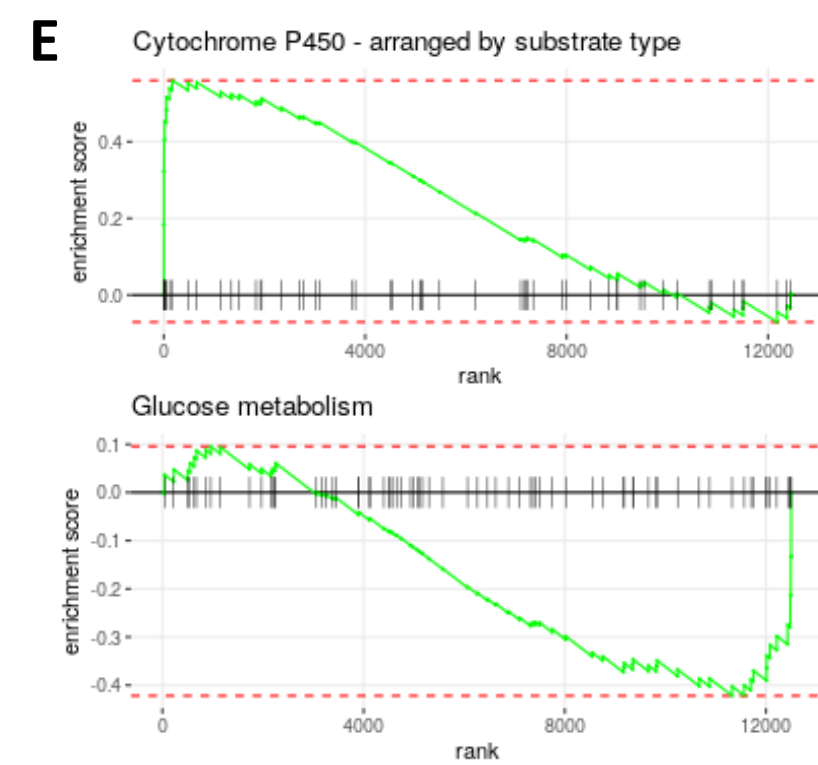 E
Cytochrome P450 - arranged by substrate type
enrichment score
0.4
0.2
0.0
0 4000 8000 12000
rank
Glucose metabolism
enrichment score
0.1
0.0
-0.1
-0.2
-0.3
-0.4
0 4000 8000 12000
rank